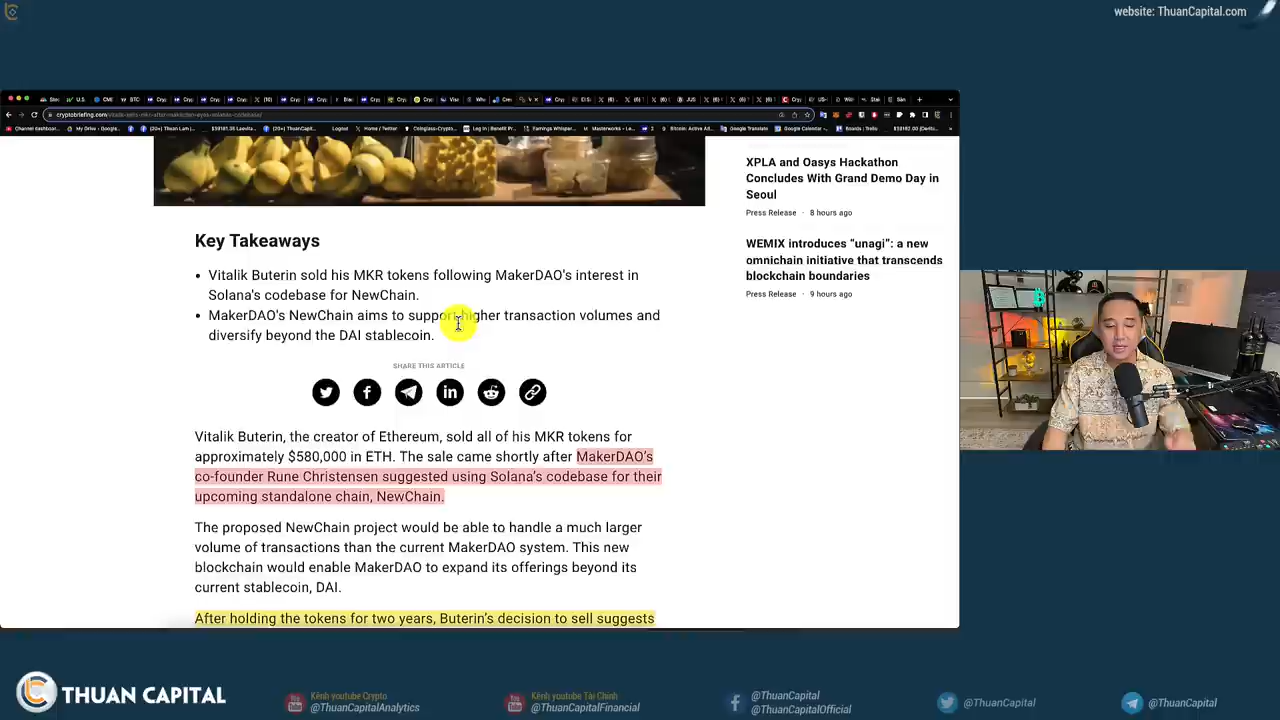 website: ThuanCapital.com
cryptobriefing.com/
XPLA and Oasys Hackathon
Concludes With Grand Demo Day in
Seoul
Press Release · 8 hours ago
WEMIX introduces “unagi”: a new
omnichain initiative that transcends
blockchain boundaries
Press Release · 9 hours ago
Key Takeaways
• Vitalik Buterin sold his MKR tokens following MakerDAO's interest in
Solana's codebase for NewChain.
• MakerDAO's NewChain aims to support higher transaction volumes and
diversify beyond the DAI stablecoin.
SHARE THIS ARTICLE
Vitalik Buterin, the creator of Ethereum, sold all of his MKR tokens for
approximately $580,000 in ETH. The sale came shortly after MakerDAO’s
co-founder Rune Christensen suggested using Solana’s codebase for their
upcoming standalone chain, NewChain.
The proposed NewChain project would be able to handle a much larger
volume of transactions than the current MakerDAO system. This new
blockchain would enable MakerDAO to expand its offerings beyond its
current stablecoin, DAI.
After holding the tokens for two years, Buterin’s decision to sell suggests
THUAN CAPITAL
Kênh youtube Crypto
@ThuanCapitalAnalytics
Kênh youtube Tài Chính
@ThuanCapitalFinancial
@ThuanCapital
@ThuanCapitalOfficial
@ThuanCapital
@ThuanCapital